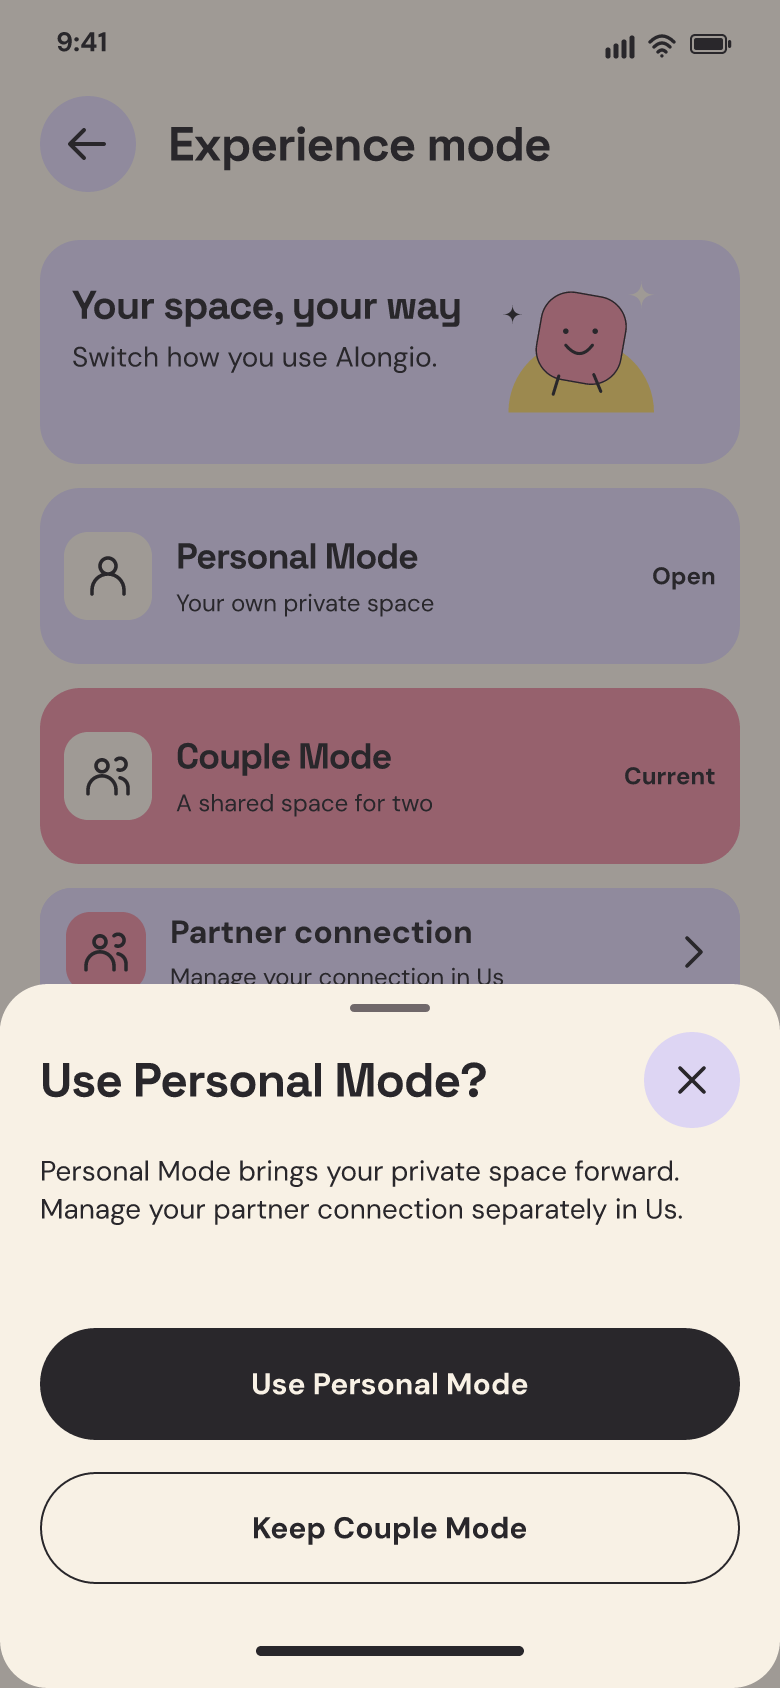 9:41
Experience mode
Your space, your way
Switch how you use Alongio.
Personal Mode
Your own private space
Open
Couple Mode
A shared space for two
Current
Partner connection
Manage your connection in Us
Use Personal Mode?
Personal Mode brings your private space forward.
Manage your partner connection separately in Us.
Use Personal Mode
Keep Couple Mode